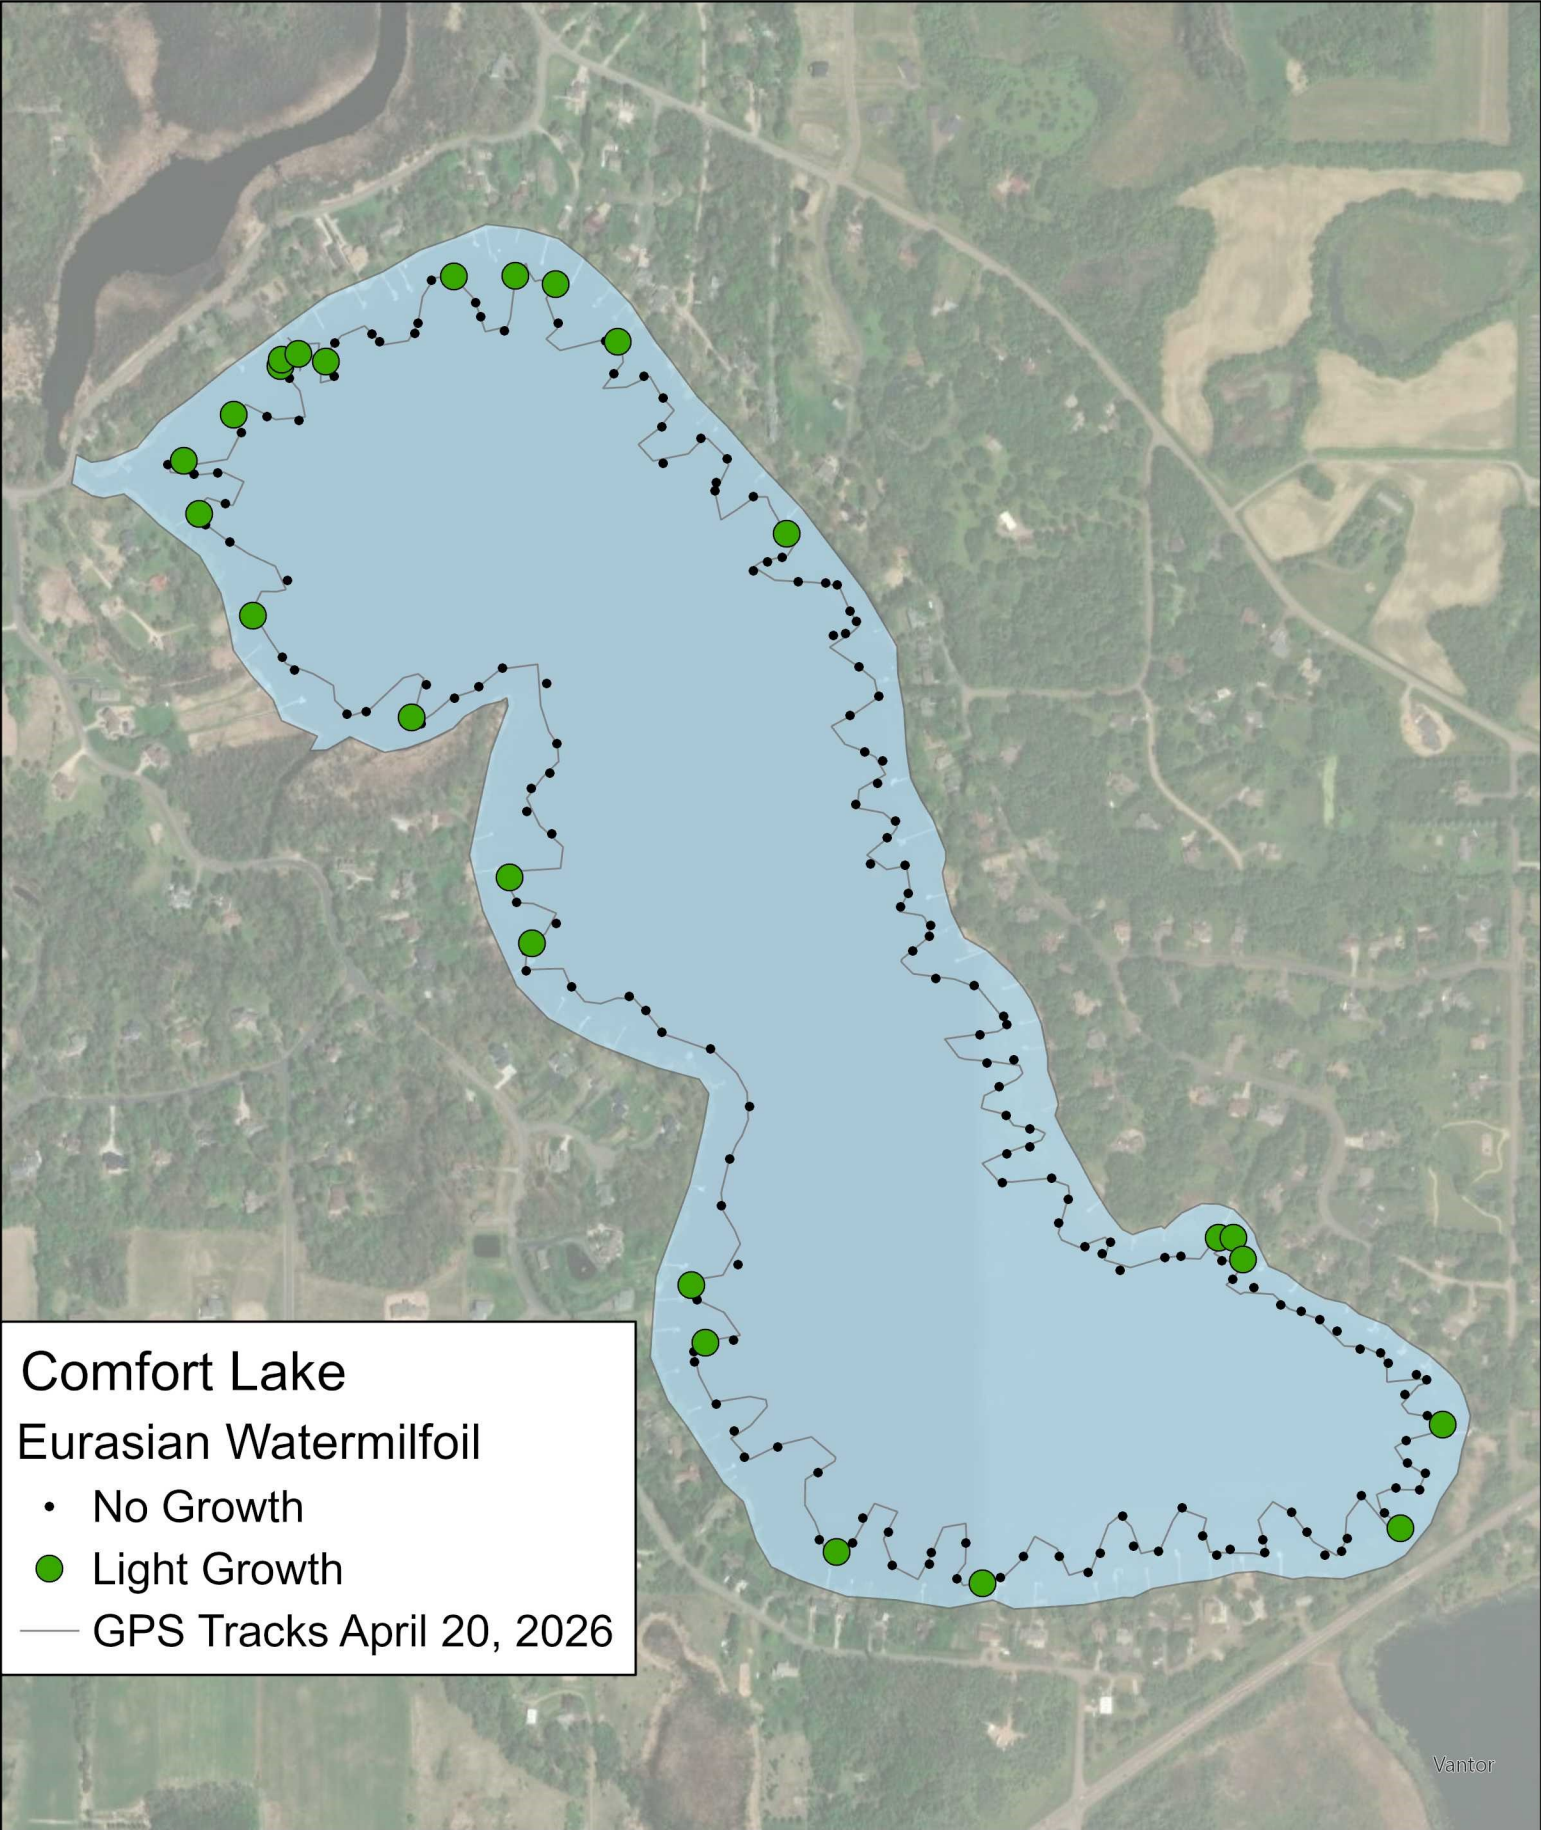 Comfort Lake
Eurasian Watermilfoil
No Growth
Light Growth
GPS Tracks April 20, 2026
Vantor